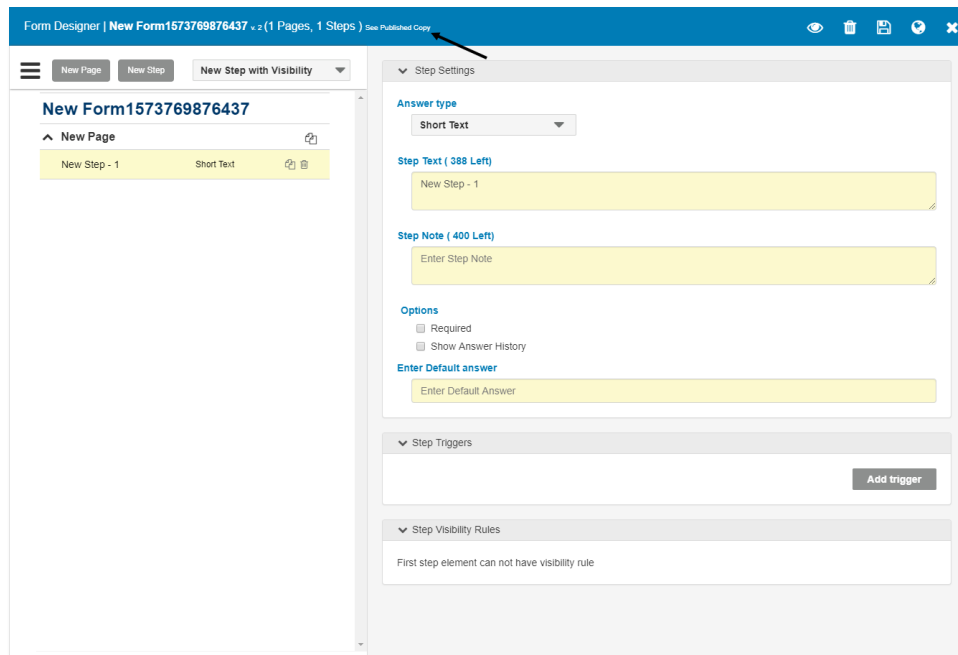 Form Designer | New Form1573769876437 v. 2 (1 Pages, 1 Steps ) See Published Copy
New Page New Step New Step with Visibility
New Form1573769876437
New Page
New Step - 1 Short Text
Step Settings
Answer type
Short Text
Step Text ( 388 Left)
New Step - 1
Step Note ( 400 Left)
Enter Step Note
Options
Required
Show Answer History
Enter Default answer
Enter Default Answer
Step Triggers
Add trigger
Step Visibility Rules
First step element can not have visibility rule